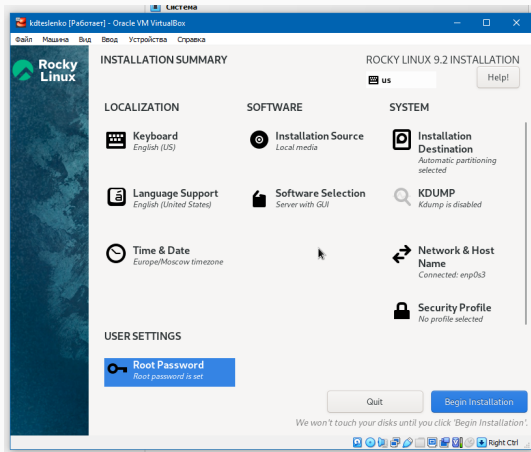 Система
kdteslenko [Работает] - Oracle VM VirtualBox
Файл Машина Вид Ввод Устройства Справка
Rocky
Linux
INSTALLATION SUMMARY
ROCKY LINUX 9.2 INSTALLATION
us
Help!
LOCALIZATION
SOFTWARE
SYSTEM
Keyboard
English (US)
Installation Source
Local media
Installation
Destination
Automatic partitioning
selected
Language Support
English (United States)
Software Selection
Server with GUI
KDUMP
Kdump is disabled
Time & Date
Europe/Moscow timezone
Network & Host
Name
Connected: enp0s3
Security Profile
No profile selected
USER SETTINGS
Root Password
Root password is set
Quit
Begin Installation
We won't touch your disks until you click 'Begin Installation'.
Right Ctrl